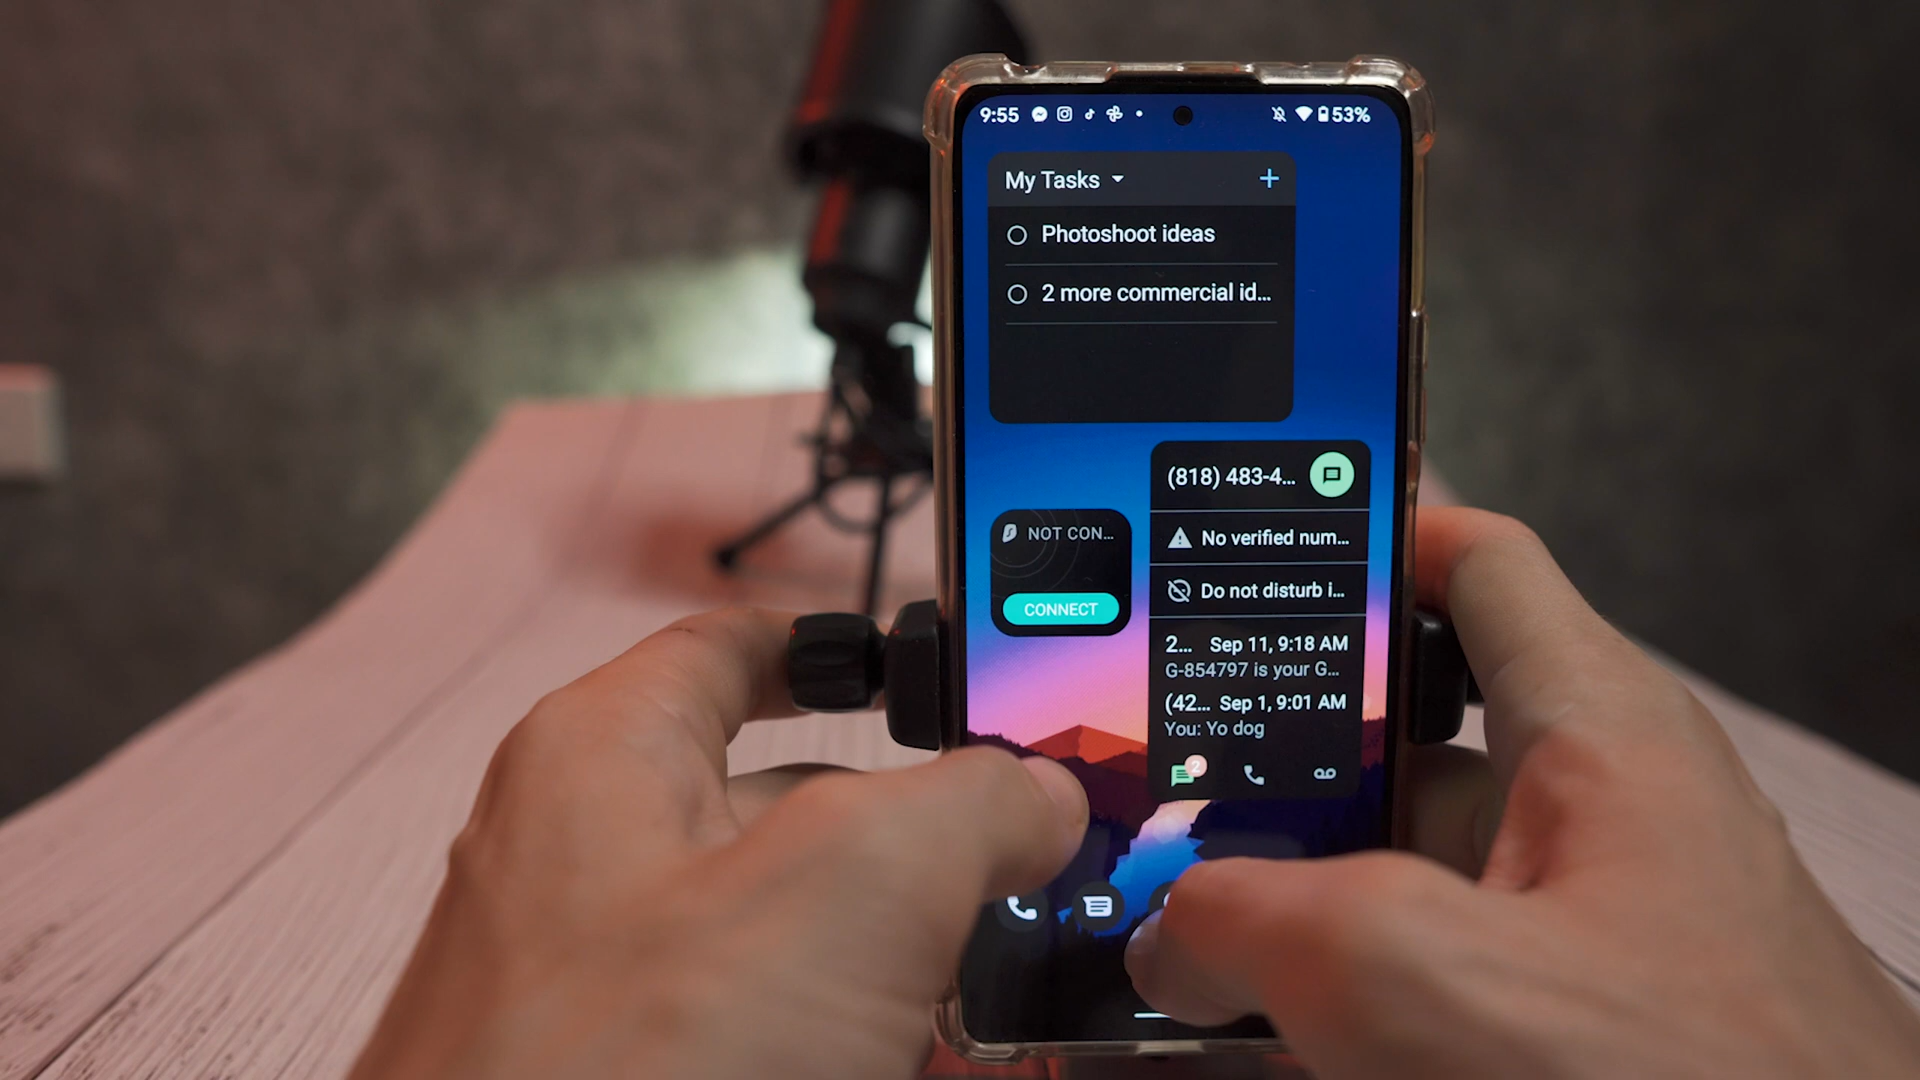 9:55
53%
My Tasks
Photoshoot ideas
2 more commercial id...
(818) 483-4...
NOT CON...
No verified num...
Do not disturb i...
CONNECT
2... Sep 11, 9:18 AM
G-854797 is your G...
(42... Sep 1, 9:01 AM
You: Yo dog
2